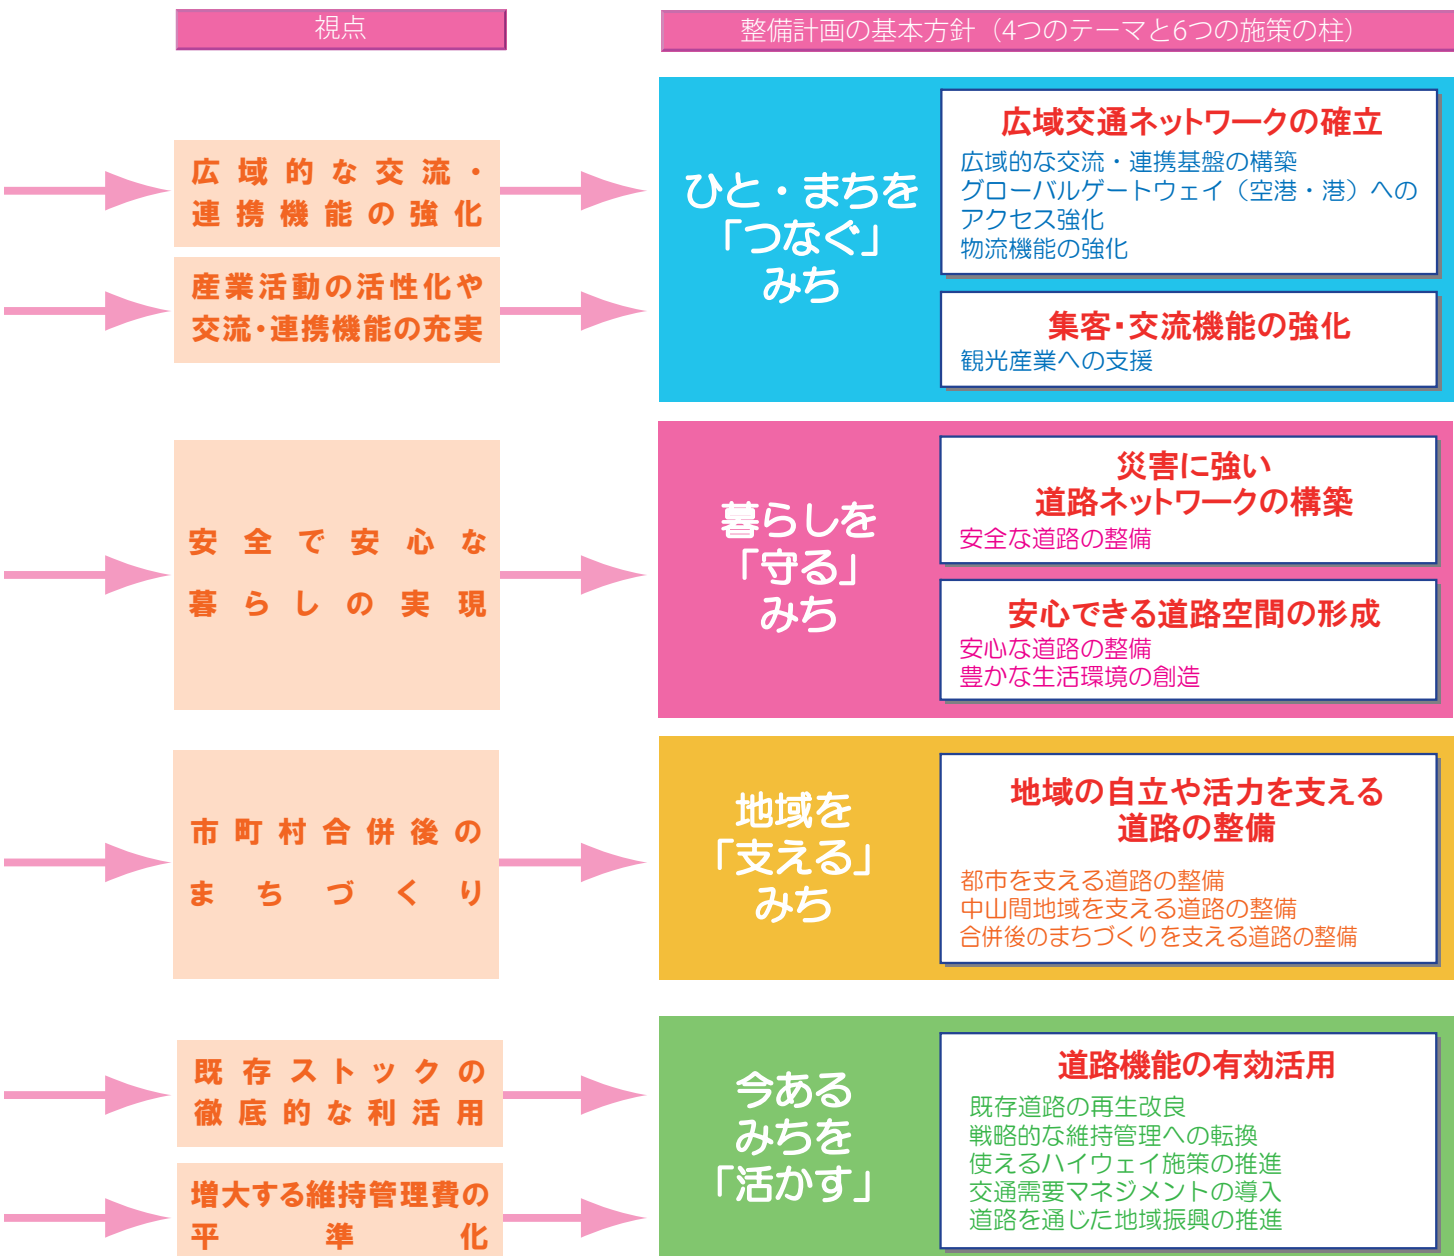 視点
整備計画の基本方針（4つのテーマと6つの施策の柱）
広域的な交流・
連携機能の強化
産業活動の活性化や
交流・連携機能の充実
ひと・まちを
「つなぐ」
みち
広域交通ネットワークの確立
広域的な交流・連携基盤の構築
グローバルゲートウェイ（空港・港）への
アクセス強化
物流機能の強化
集客・交流機能の強化
観光産業への支援
安全で安心な
暮らしの実現
暮らしを
「守る」
みち
災害に強い
道路ネットワークの構築
安全な道路の整備
安心できる道路空間の形成
安心な道路の整備
豊かな生活環境の創造
市町村合併後の
まちづくり
地域を
「支える」
みち
地域の自立や活力を支える
道路の整備
都市を支える道路の整備
中山間地域を支える道路の整備
合併後のまちづくりを支える道路の整備
既存ストックの
徹底的な利活用
増大する維持管理費の
平準化
今ある
みちを
「活かす」
道路機能の有効活用
既存道路の再生改良
戦略的な維持管理への転換
使えるハイウェイ施策の推進
交通需要マネジメントの導入
道路を通じた地域振興の推進